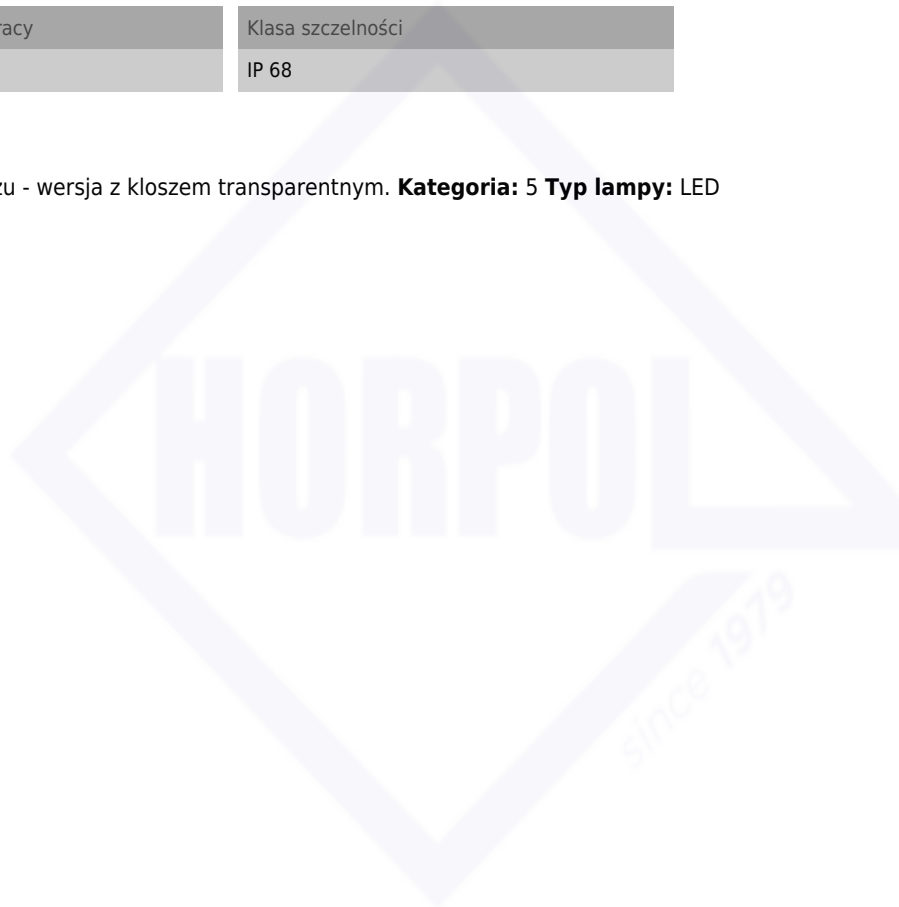 racy Klasa szczelności
IP 68
zu - wersja z kloszem transparentnym. Kategoria: 5 Typ lampy: LED
HORPOL
since 1979